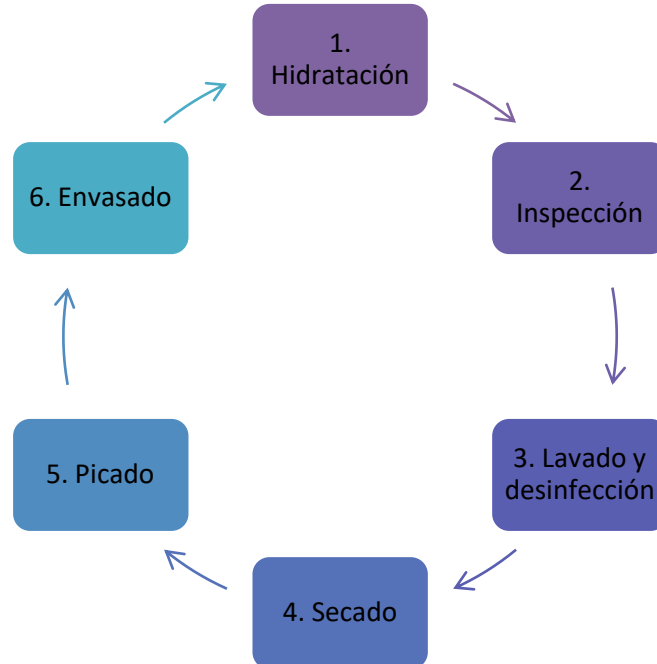 1.
Hidratación
2.
Inspección
3. Lavado y
desinfección
4. Secado
5. Picado
6. Envasado